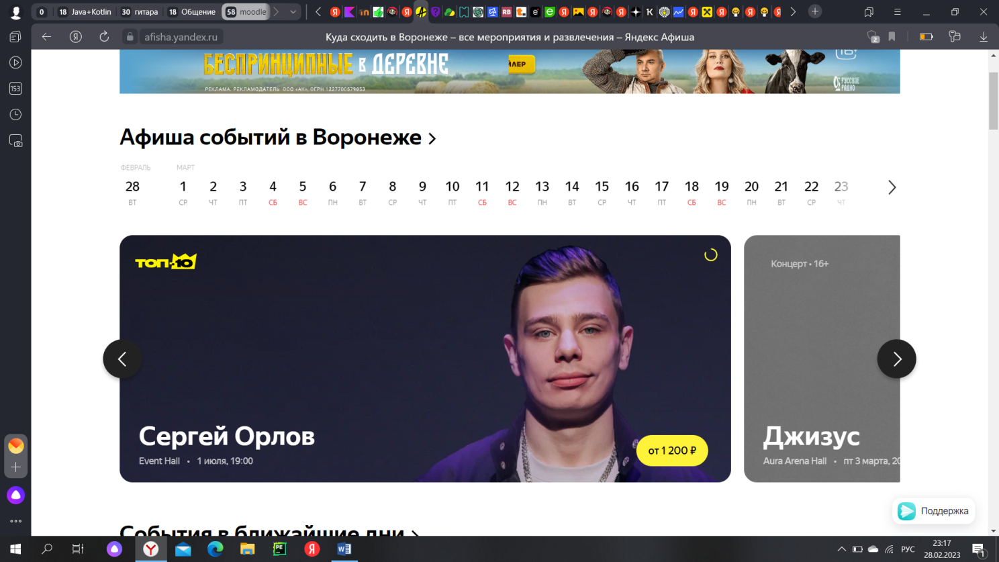 0 18 Java+Kotlin 30 гитара 18 Общение 58 moodle
afisha.yandex.ru Куда сходить в Воронеже – все мероприятия и развлечения – Яндекс Афиша 2
153
БЕСПРИНЦИПНЫЕ В ДЕРЕВНЕ
ЙЛЕР
16+
РЕКЛАМА. РЕКЛАМОДАТЕЛЬ ООО «АК», ОГРН 1227700579853
РУССКОЕ
РАДИО
Афиша событий в Воронеже
ФЕВРАЛЬ МАРТ
28 1 2 3 4 5 6 7 8 9 10 11 12 13 14 15 16 17 18 19 20 21 22 23
ВТ СР ЧТ ПТ СБ ВС ПН ВТ СР ЧТ ПТ СБ ВС ПН ВТ СР ЧТ ПТ СБ ВС ПН ВТ СР ЧТ
ТОП-10
Сергей Орлов
Event Hall • 1 июля, 19:00
от 1 200 ₽
Концерт • 16+
Джизус
Aura Arena Hall • пт 3 марта, 20
События в ближайшие дни
Поддержка
РУС
23:17
28.02.2023
1